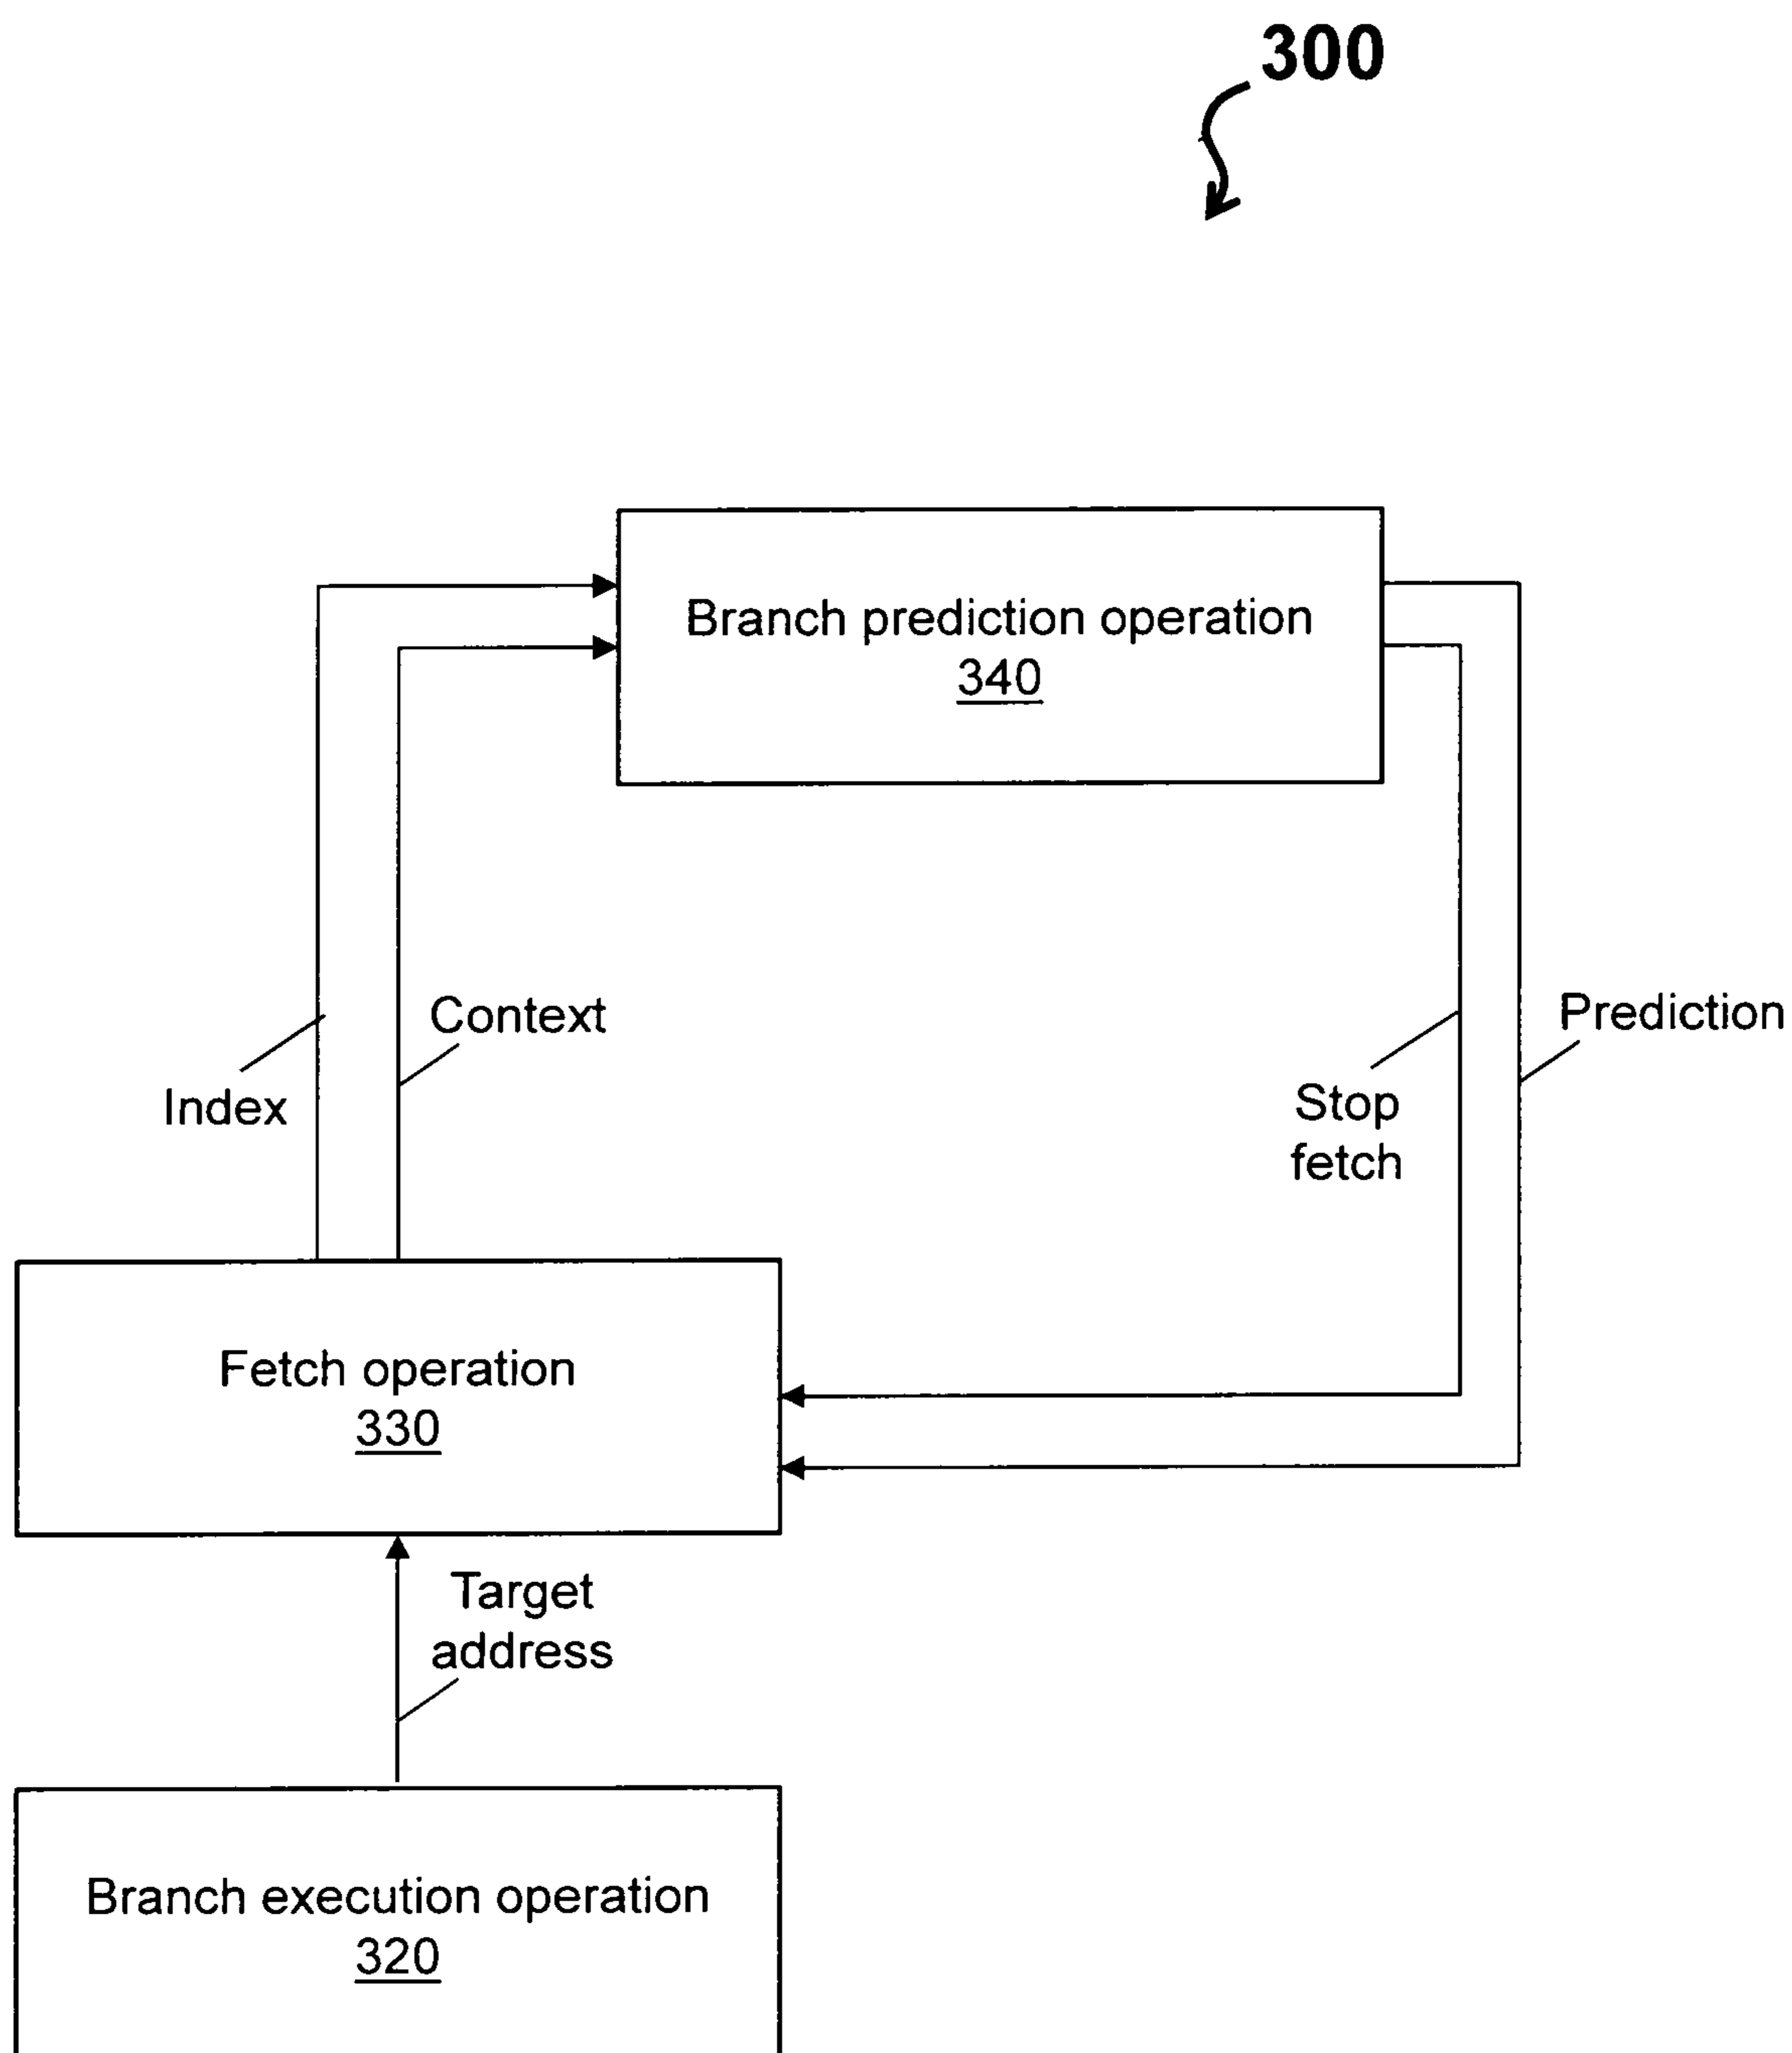 300
Branch prediction operation
340
Context
Prediction
Index
Stop
fetch
Fetch operation
330
Target
address
Branch execution operation
320